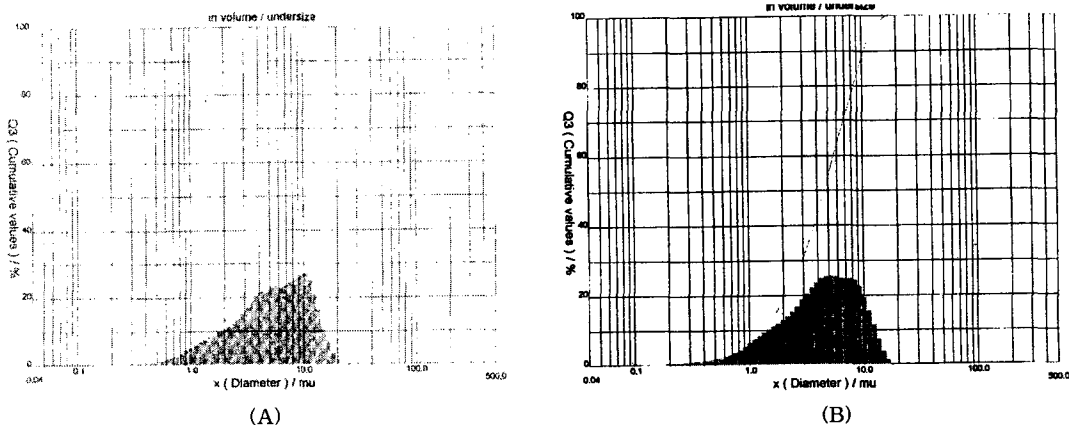 in volume / undersize
100
80
60
40
20
0
Q3 ( Cumulative values ) / %
0.04 0.1 1.0 10.0 100.0 500.0
x ( Diameter ) / mu
(A)
in volume / undersize
100
80
60
40
20
0
Q3 ( Cumulative values ) / %
0.04 0.1 1.0 10.0 100.0 500.0
x ( Diameter ) / mu
(B)